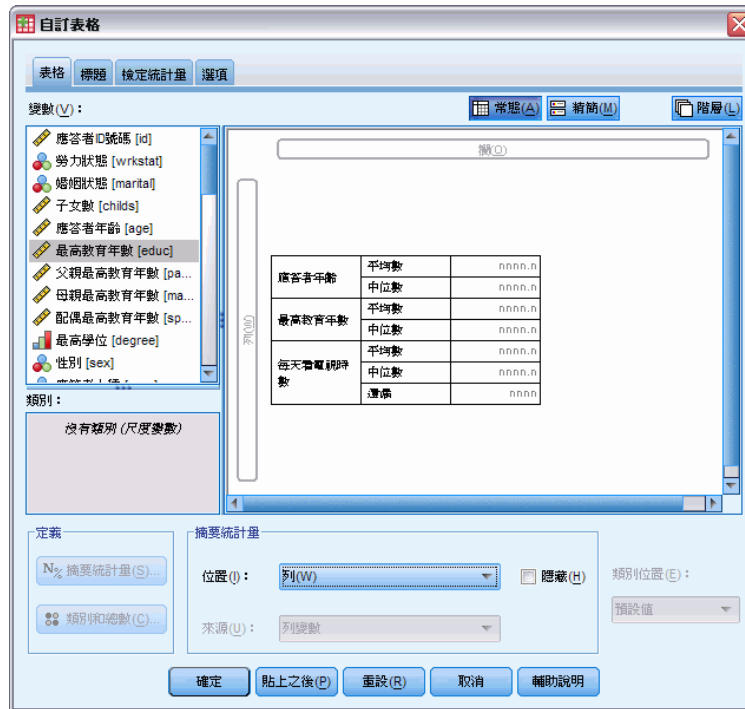 自訂表格
表格 標題 檢定統計量 選項
變數(V)： 常態(A) 精簡(M) 階層(L)
應答者ID號碼 [id]
勞力狀態 [wrkstat]
婚姻狀態 [marital]
子女數 [childs]
應答者年齡 [age]
最高教育年數 [educ]
父親最高教育年數 [pa...
母親最高教育年數 [ma...
配偶最高教育年數 [sp...
最高學位 [degree]
性別 [sex]
類別：
沒有類別 (尺度變數)
欄(O)
列(W)
應答者年齡 平均數 nnnn.n
中位數 nnnn.n
最高教育年數 平均數 nnnn.n
中位數 nnnn.n
每天看電視時數 平均數 nnnn.n
中位數 nnnn.n
眾數 nnnn
定義
N% 摘要統計量(S)...
類別和總數(C)...
摘要統計量
位置(I)： 列(W) 隱藏(H)
來源(U)： 列變數
類別位置(E)：
預設值
確定 貼上之後(P) 重設(R) 取消 輔助說明